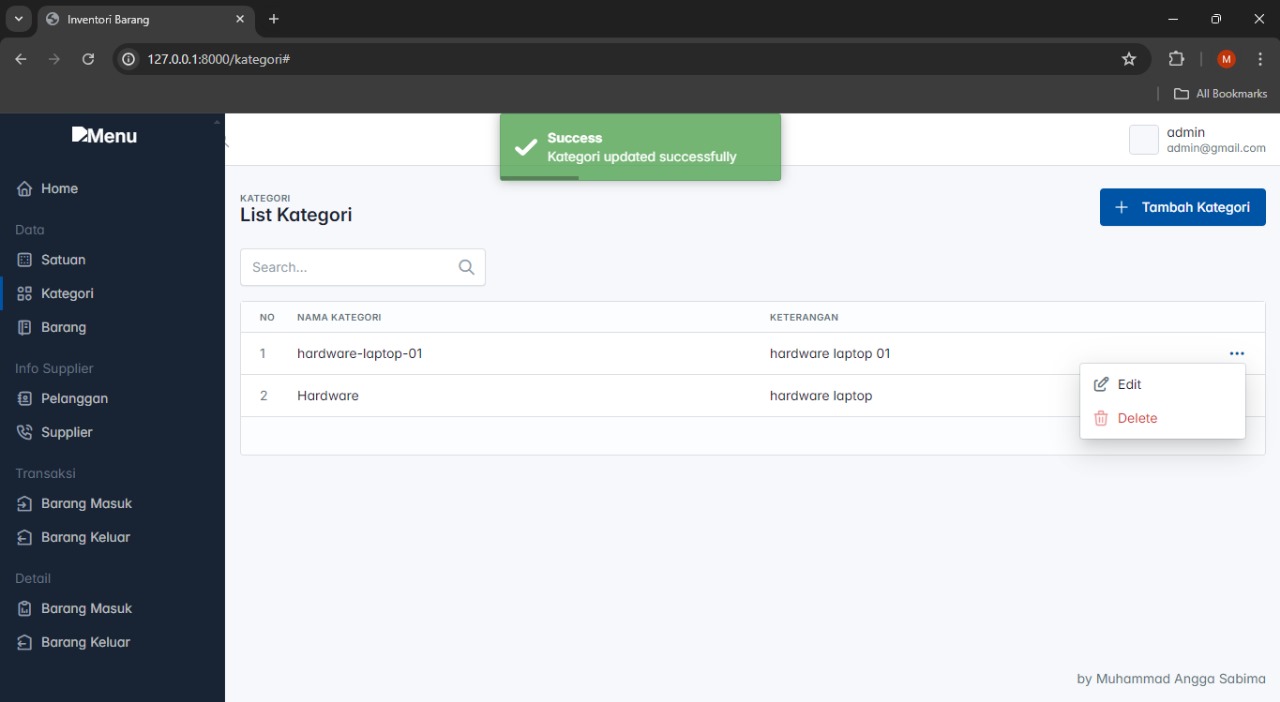 Inventori Barang
127.0.0.1:8000/kategori#
M
All Bookmarks
Menu
Home
Data
Satuan
Kategori
Barang
Info Supplier
Pelanggan
Supplier
Transaksi
Barang Masuk
Barang Keluar
Detail
Barang Masuk
Barang Keluar
Success
Kategori updated successfully
admin
admin@gmail.com
KATEGORI
List Kategori
Tambah Kategori
Search...
NO NAMA KATEGORI KETERANGAN
1 hardware-laptop-01 hardware laptop 01
2 Hardware hardware laptop
Edit
Delete
by Muhammad Angga Sabima